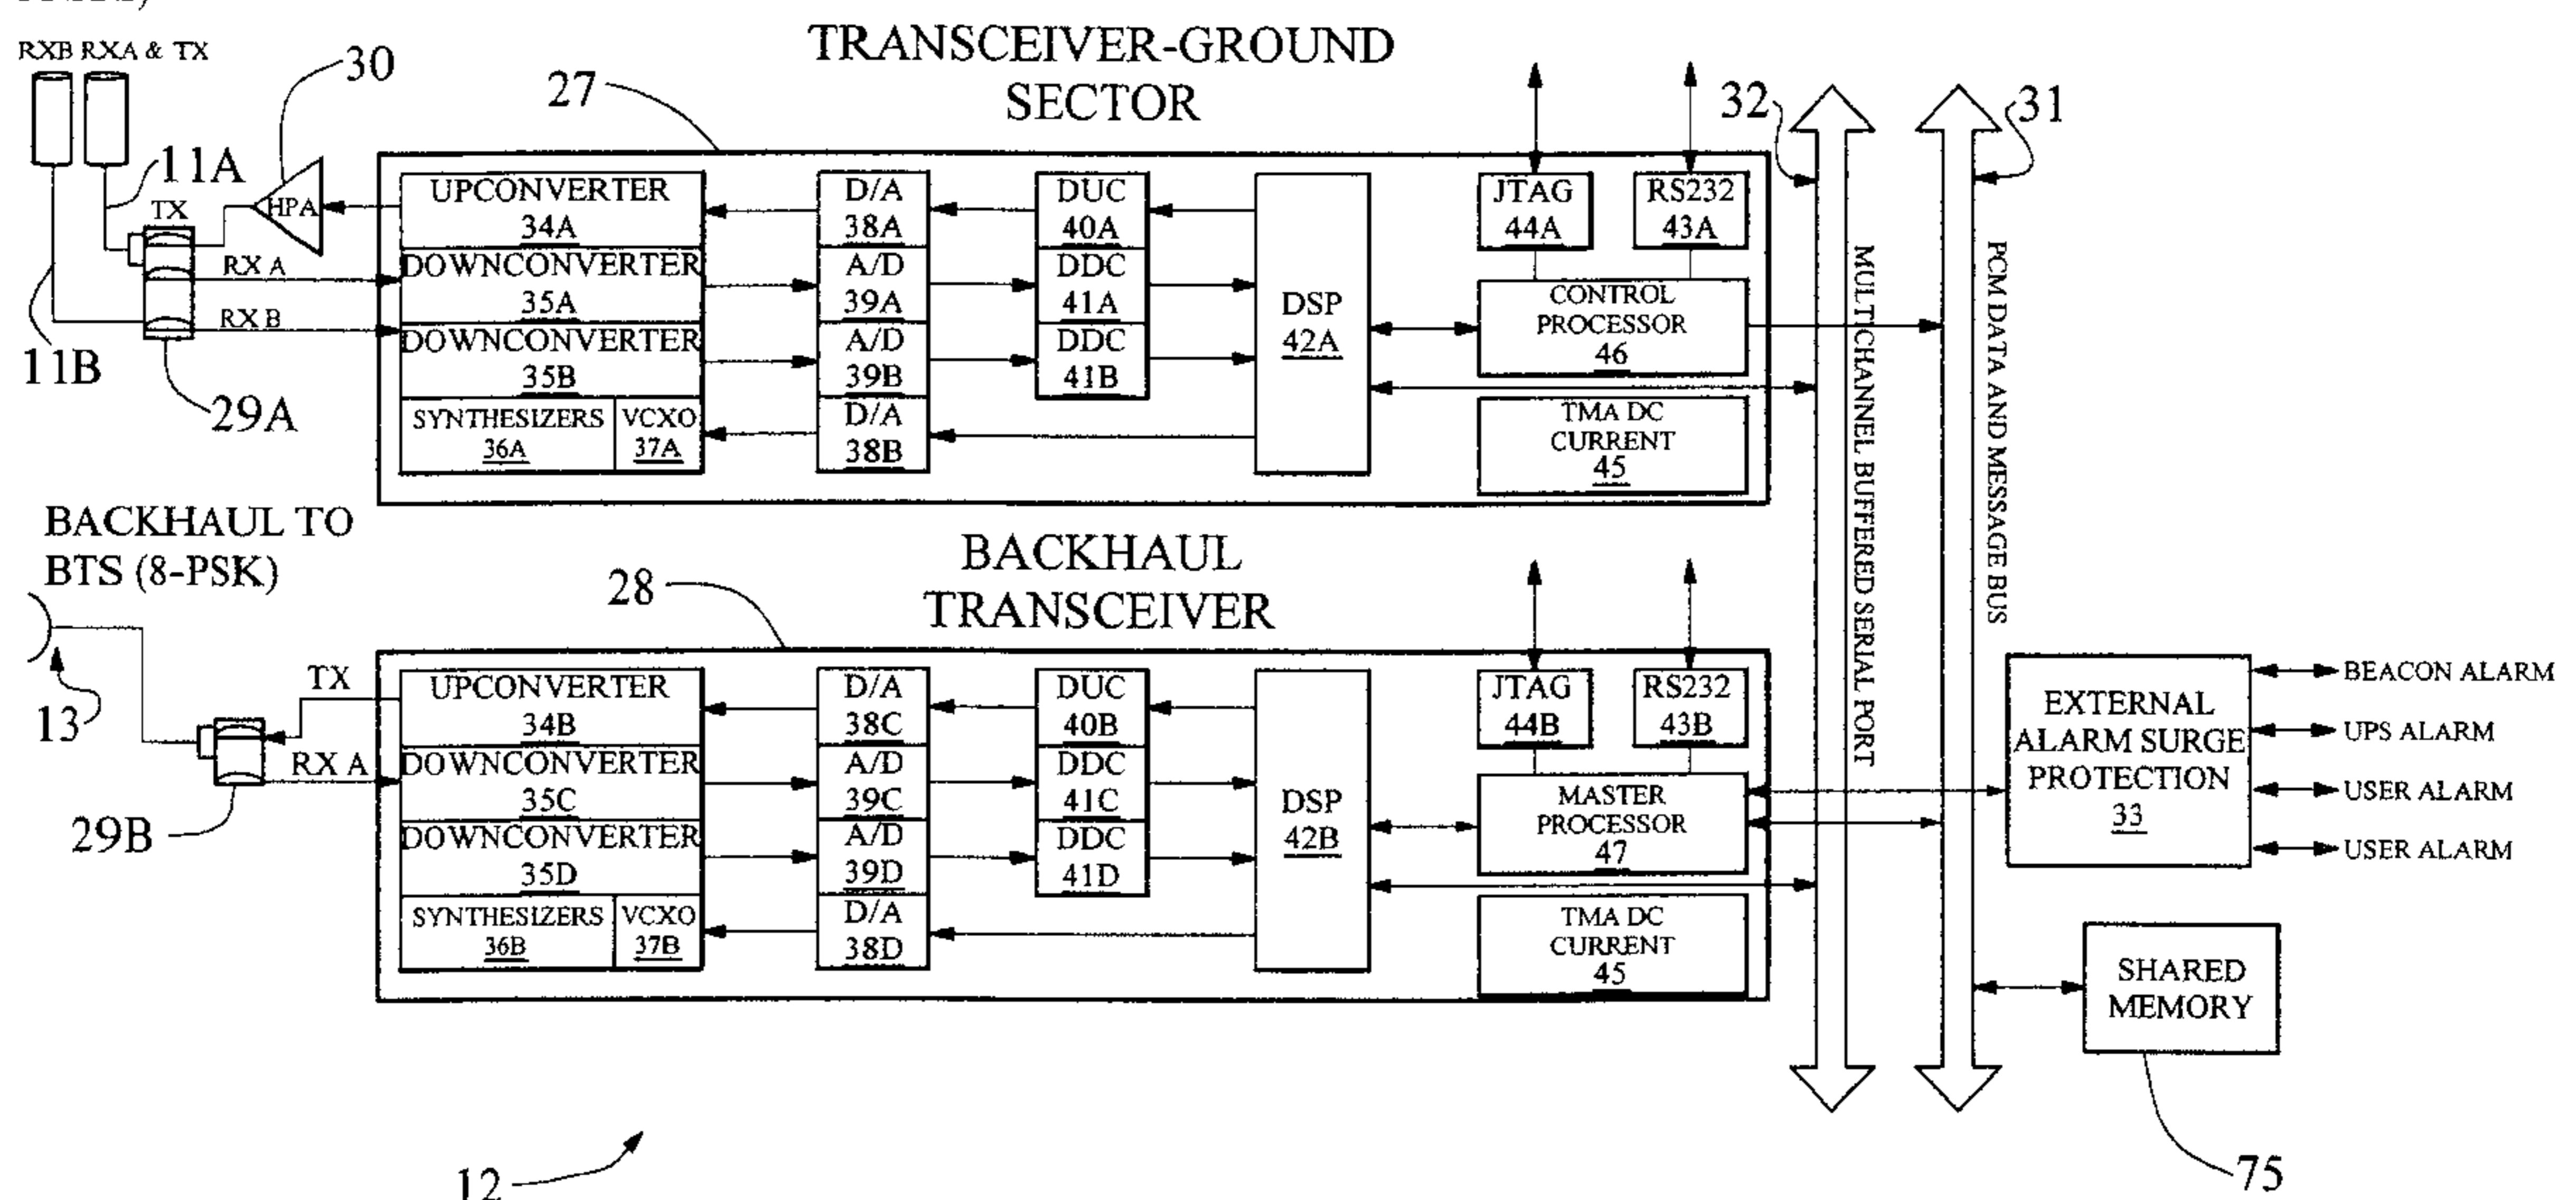 RXB RXA & TX
30
TRANSCEIVER-GROUND
SECTOR
27
32
31
11A
TX
HPA
RX A
RX B
11B
29A
UPCONVERTER
34A
DOWNCONVERTER
35A
DOWNCONVERTER
35B
SYNTHESIZERS
36A
VCXO
37A
D/A
38A
A/D
39A
A/D
39B
D/A
38B
DUC
40A
DDC
41A
DDC
41B
DSP
42A
JTAG
44A
RS232
43A
CONTROL
PROCESSOR
46
TMA DC
CURRENT
45
MULTICHANNEL BUFFERED SERIAL PORT
PCM DATA AND MESSAGE BUS
BACKHAUL TO
BTS (8-PSK)
13
28
BACKHAUL
TRANSCEIVER
TX
RX A
29B
UPCONVERTER
34B
DOWNCONVERTER
35C
DOWNCONVERTER
35D
SYNTHESIZERS
36B
VCXO
37B
D/A
38C
A/D
39C
A/D
39D
D/A
38D
DUC
40B
DDC
41C
DDC
41D
DSP
42B
JTAG
44B
RS232
43B
MASTER
PROCESSOR
47
TMA DC
CURRENT
45
EXTERNAL
ALARM SURGE
PROTECTION
33
BEACON ALARM
UPS ALARM
USER ALARM
USER ALARM
SHARED
MEMORY
75
12